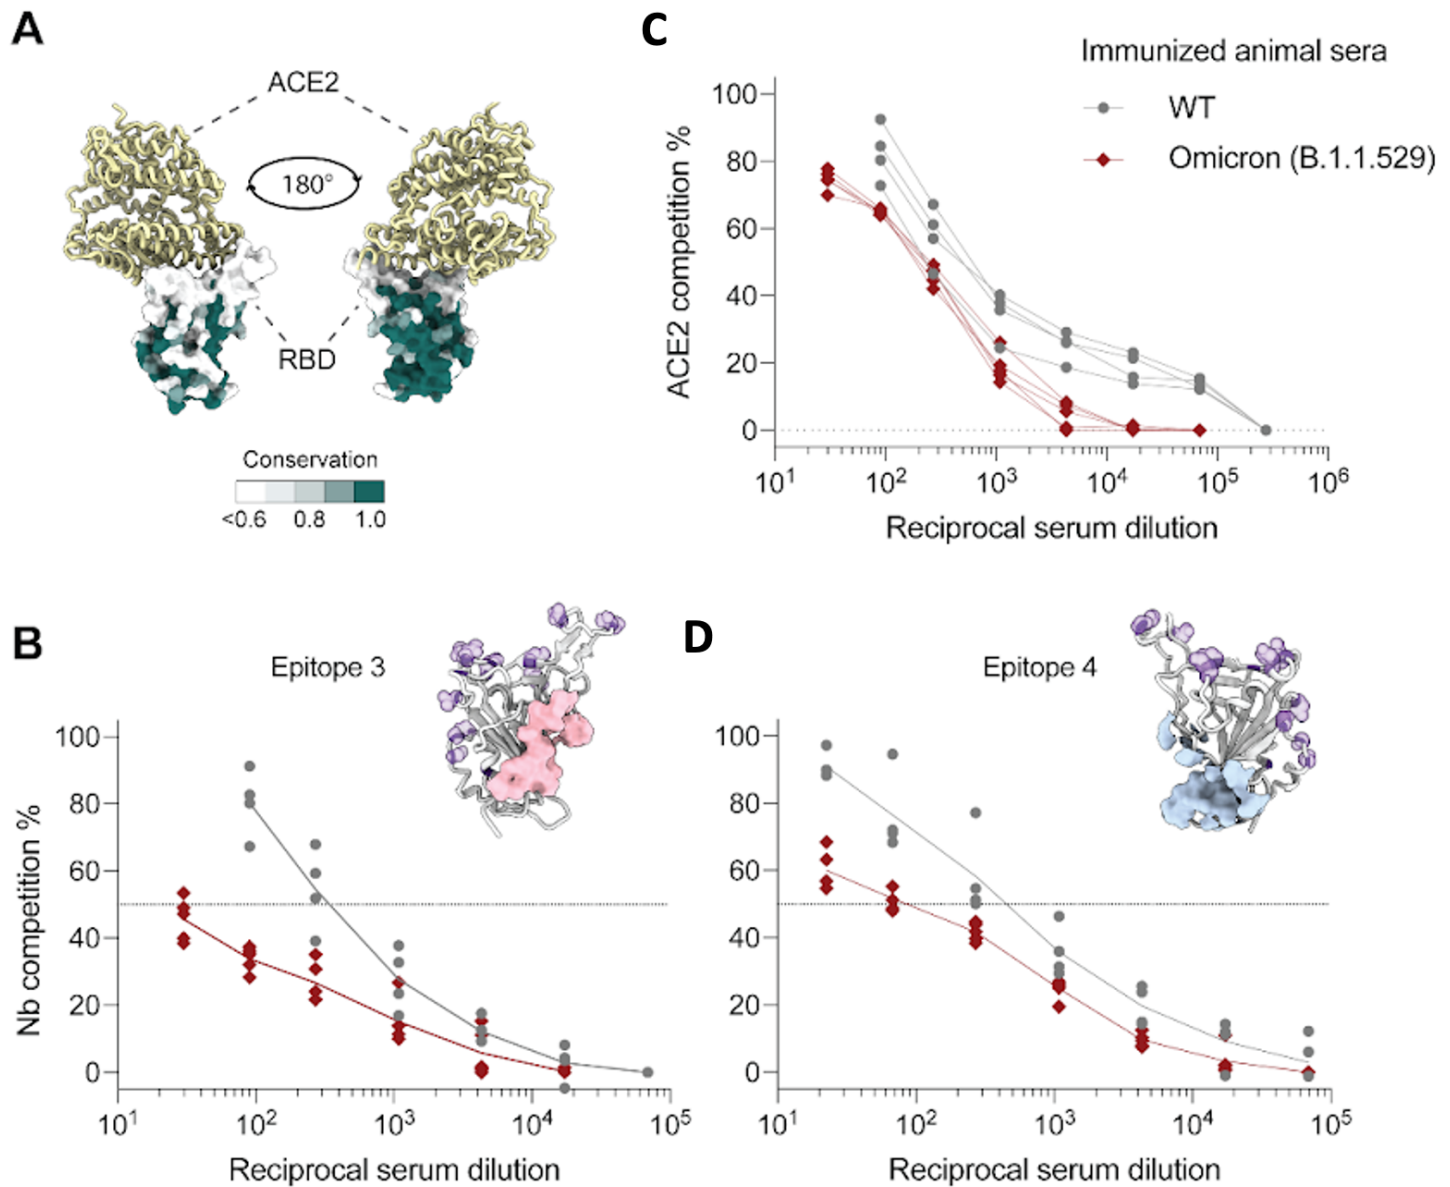 A
ACE2
180°
RBD
Conservation
<0.6 0.8 1.0
C
Immunized animal sera
WT
Omicron (B.1.1.529)
ACE2 competition %
100
80
60
40
20
0
10¹ 10² 10³ 10⁴ 10⁵ 10⁶
Reciprocal serum dilution
B
Epitope 3
Nb competition %
100
80
60
40
20
0
10¹ 10² 10³ 10⁴ 10⁵
Reciprocal serum dilution
D
Epitope 4
100
80
60
40
20
0
10¹ 10² 10³ 10⁴ 10⁵
Reciprocal serum dilution